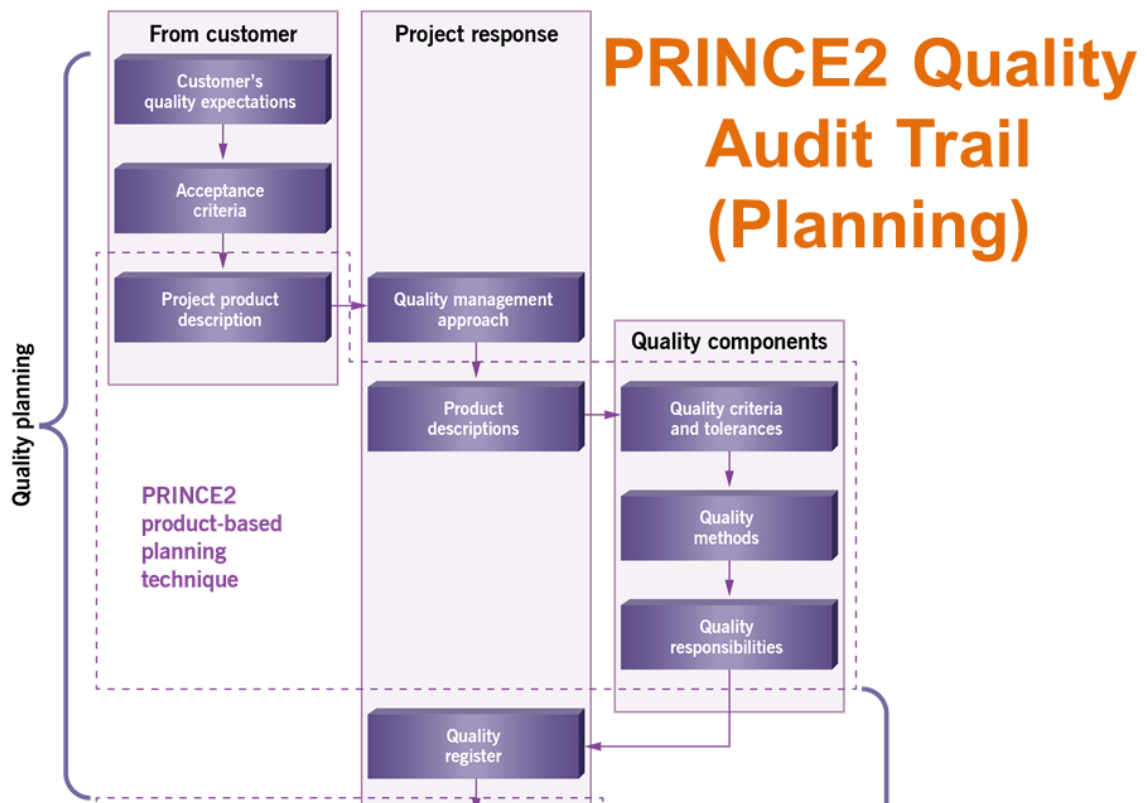 From customer
Project response
PRINCE2 Quality
Audit Trail
(Planning)
Customer's
quality expectations
Acceptance
criteria
Project product
description
Quality management
approach
Quality components
Product
descriptions
Quality criteria
and tolerances
Quality planning
PRINCE2
product-based
planning
technique
Quality
methods
Quality
responsibilities
Quality
register